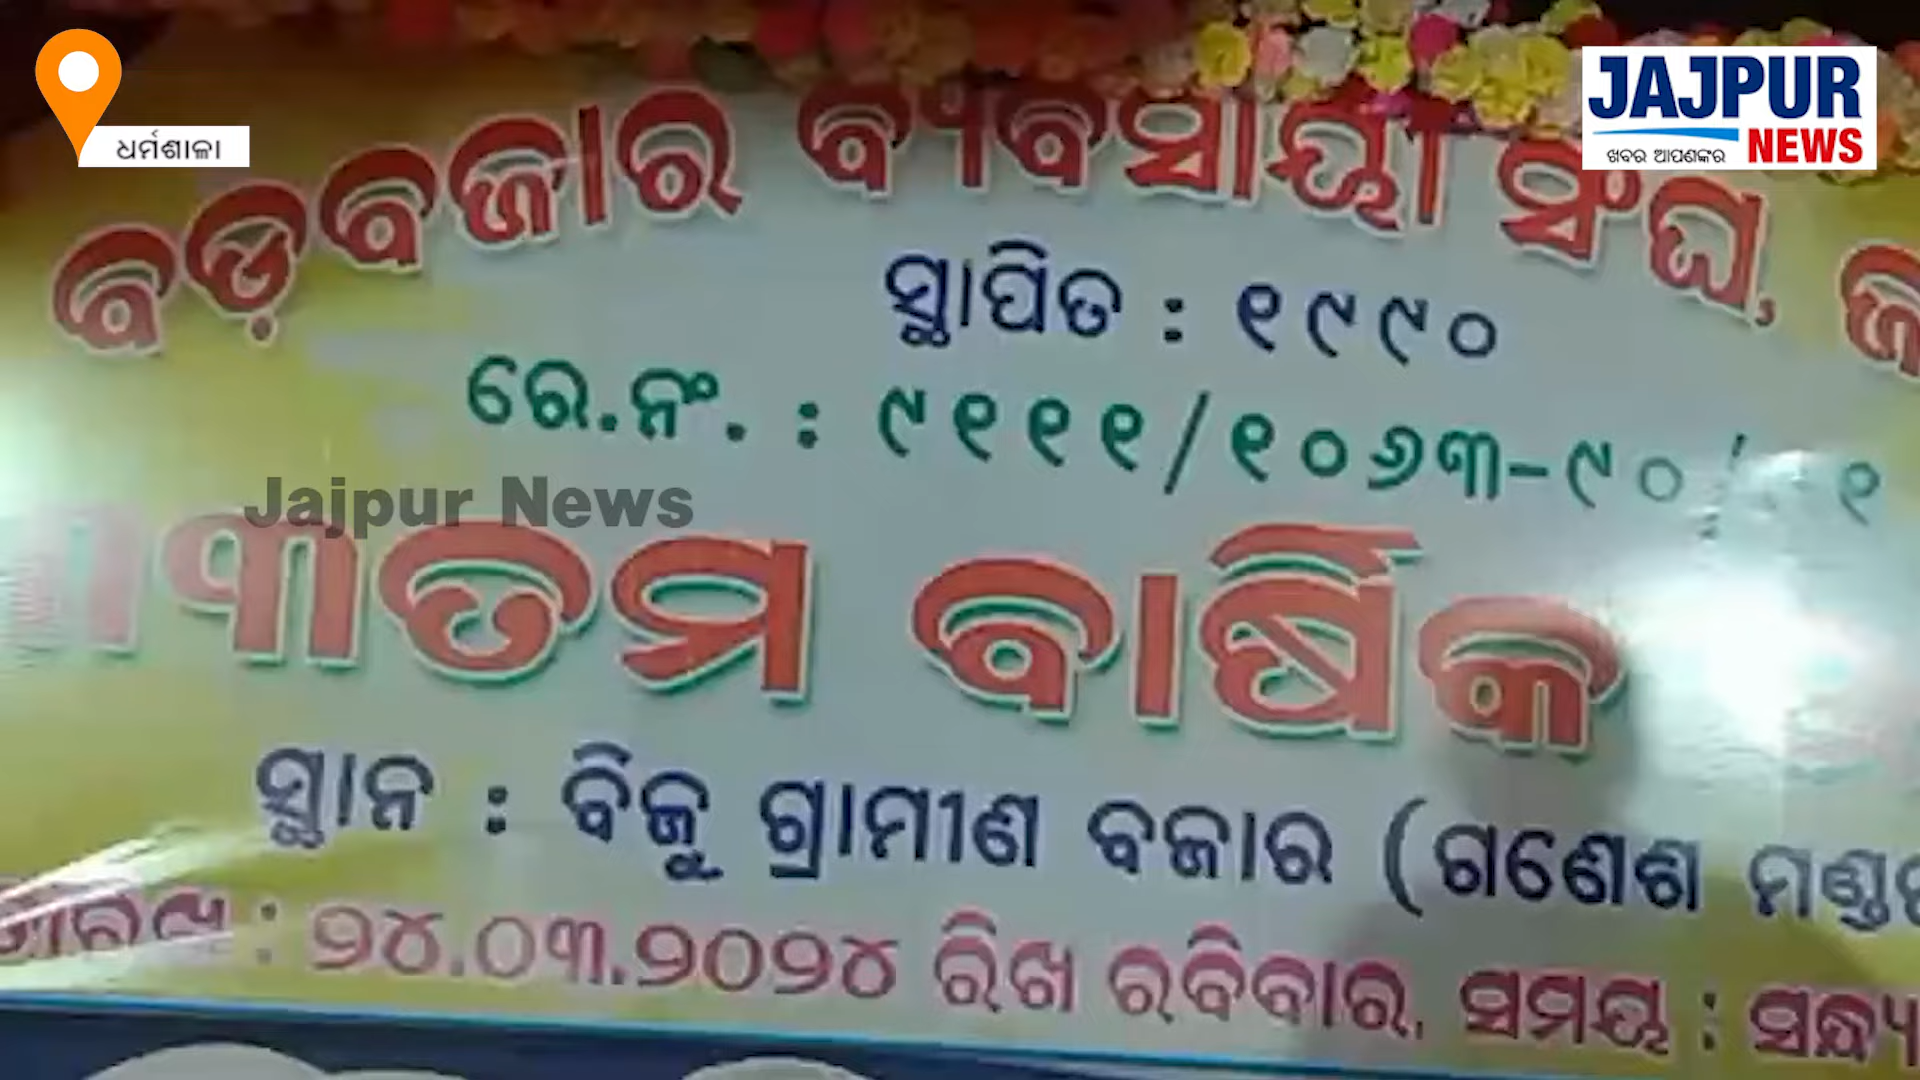 ଧର୍ମଶାଳା
JAJPUR
ଖବର ଆପଣଙ୍କର NEWS
ବଡ଼ବଜାର ବ୍ୟବସାୟୀ ସଂଘ,
ସ୍ଥାପିତ : ୧୯୯୦
ରେ.ନଂ. : ୯୧୧୧/୧୦୬୩-୯୦/
Jajpur News
୩ତମ ବାର୍ଷିକ
ସ୍ଥାନ : ବିଜୁ ଗ୍ରାମୀଣ ବଜାର (ଗଣେଶ
ତାରିଖ : ୨୪.୦୩.୨୦୨୪ ରିଖ ରବିବାର, ସମୟ :